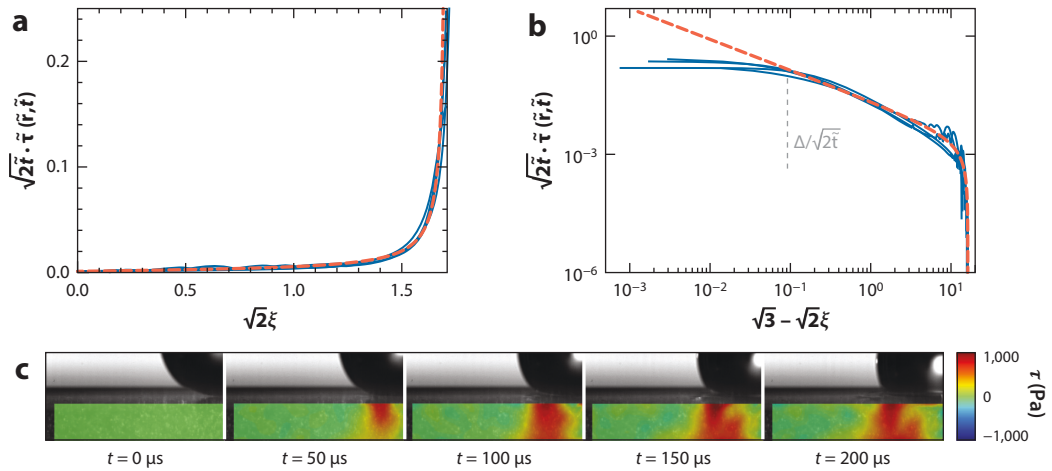 a
√2t̃ · τ̃ (r̃,t̃)
0.2
0.1
0.0
0.0 0.5 1.0 1.5
√2ξ
b
√2t̃ · τ̃ (r̃,t̃)
10⁰
10⁻³
10⁻⁶
Δ/√2t̃
10⁻³ 10⁻² 10⁻¹ 10⁰ 10¹
√3 – √2ξ
c
t = 0 µs t = 50 µs t = 100 µs t = 150 µs t = 200 µs
1,000
0
–1,000
τ (Pa)